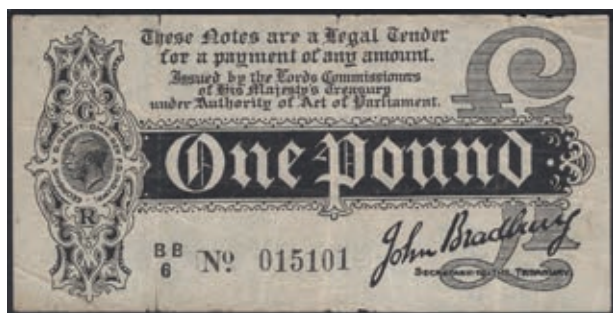 These Notes are a Legal Tender
for a payment of any amount.
Issued by the Lords Commissioners
of His Majesty's Treasury
under Authority of Act of Parliament.
£
G
R
One Pound
B B
6 Nº 015101
John Bradbury
SECRETARY TO THE TREASURY.